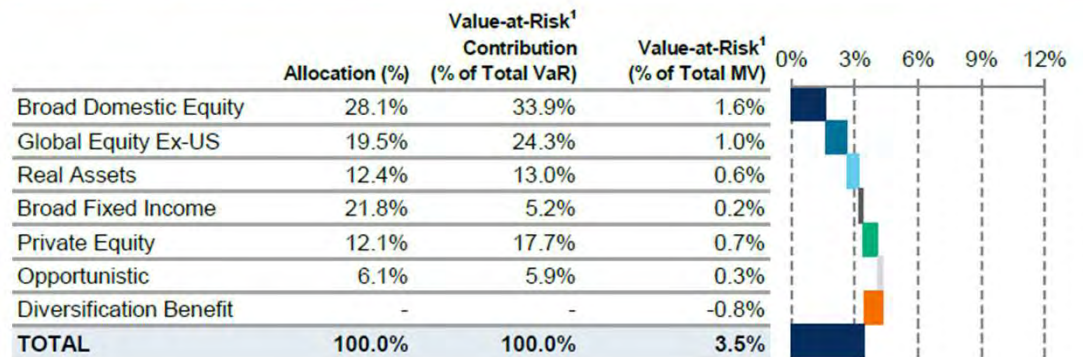 Allocation (%) Value-at-Risk1 Contribution (% of Total VaR) Value-at-Risk1 (% of Total MV) 0% 3% 6% 9% 12%
Broad Domestic Equity 28.1% 33.9% 1.6%
Global Equity Ex-US 19.5% 24.3% 1.0%
Real Assets 12.4% 13.0% 0.6%
Broad Fixed Income 21.8% 5.2% 0.2%
Private Equity 12.1% 17.7% 0.7%
Opportunistic 6.1% 5.9% 0.3%
Diversification Benefit - - -0.8%
TOTAL 100.0% 100.0% 3.5%